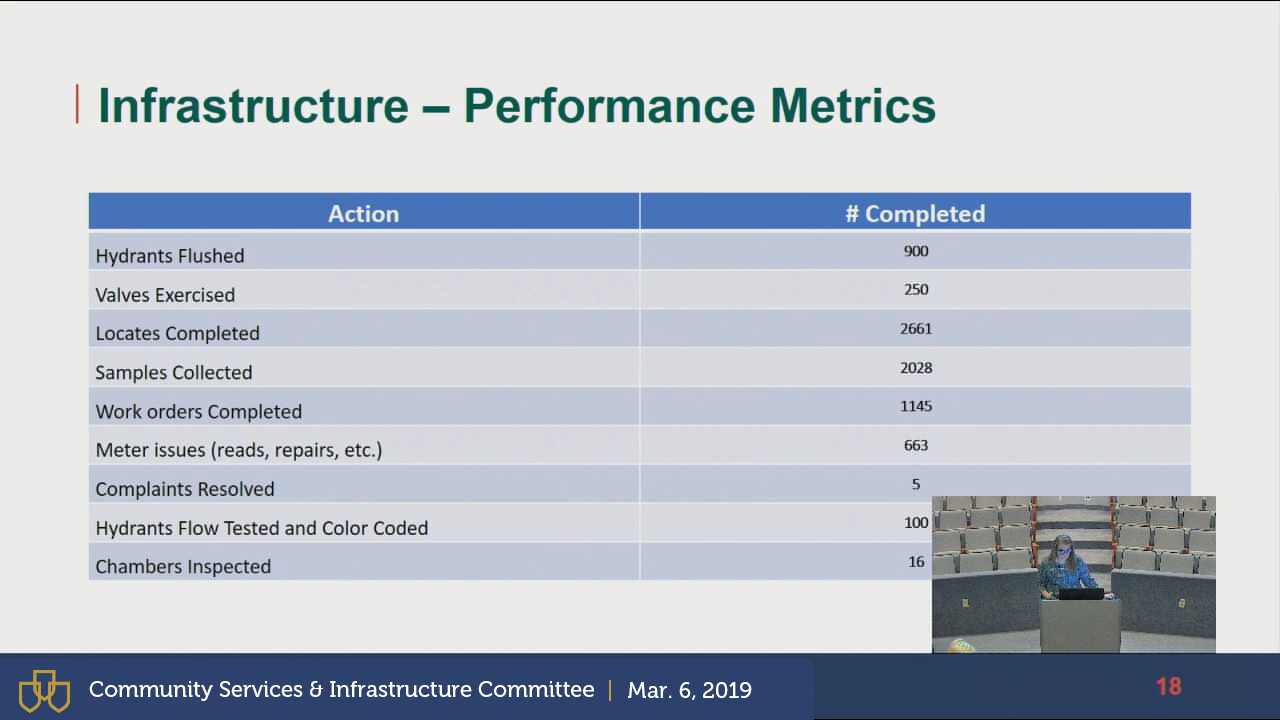 Infrastructure – Performance Metrics
Action # Completed
Hydrants Flushed 900
Valves Exercised 250
Locates Completed 2661
Samples Collected 2028
Work orders Completed 1145
Meter issues (reads, repairs, etc.) 663
Complaints Resolved 5
Hydrants Flow Tested and Color Coded 100
Chambers Inspected 16
Community Services & Infrastructure Committee | Mar. 6, 2019
18